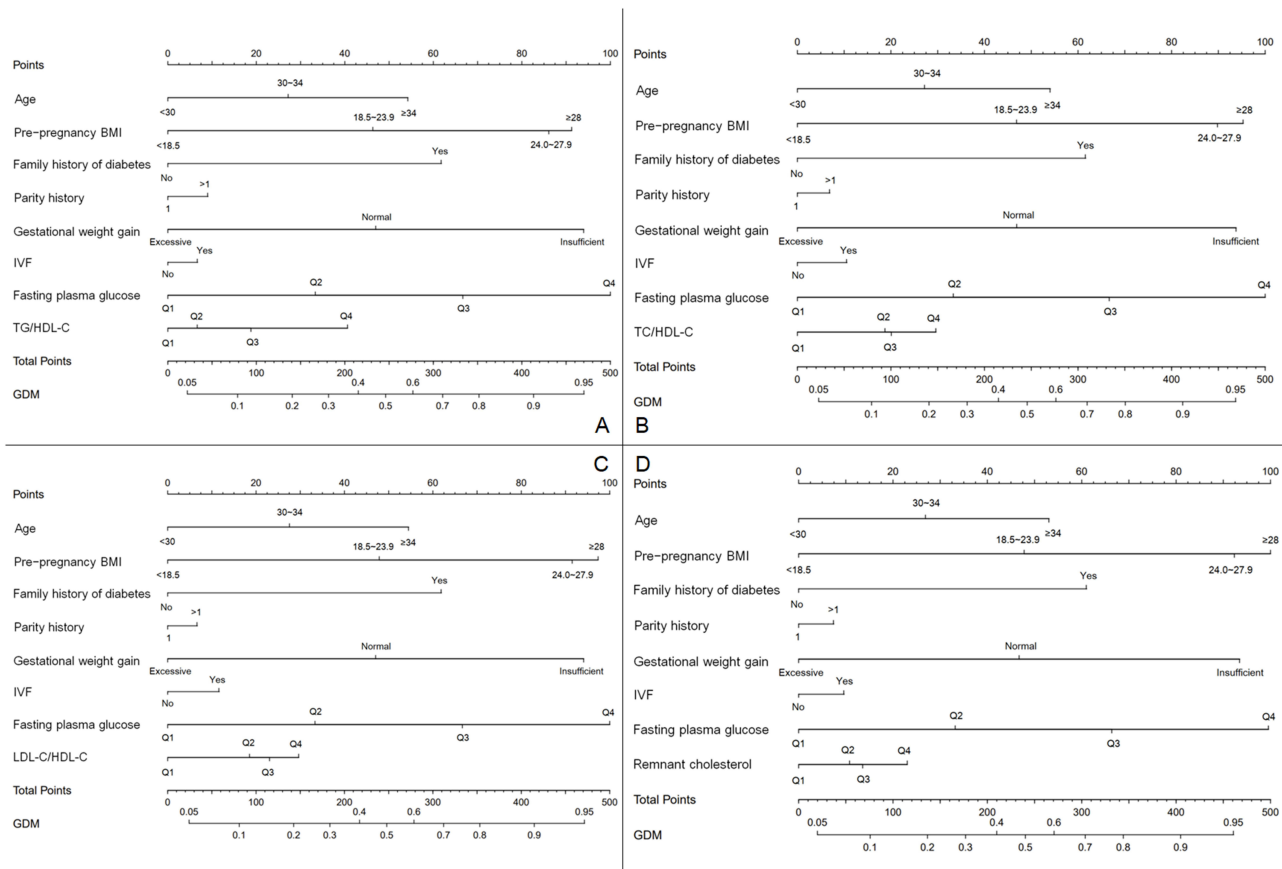 0 20 40 60 80 100
Points
30~34
Age
<30 18.5~23.9 ≥34 ≥28
Pre−pregnancy BMI
<18.5 24.0~27.9
Yes
Family history of diabetes
No >1
Parity history
1
Normal
Gestational weight gain
Excessive Insufficient
Yes
IVF
No
Q2 Q4
Fasting plasma glucose
Q1 Q3
Q2 Q4
TG/HDL-C
Q1 Q3
Total Points
0 100 200 300 400 500
0.05 0.4 0.6 0.95
GDM
0.1 0.2 0.3 0.5 0.7 0.8 0.9
A
0 20 40 60 80 100
Points
30~34
Age
<30 18.5~23.9 ≥34 ≥28
Pre−pregnancy BMI
<18.5 24.0~27.9
Yes
Family history of diabetes
No >1
Parity history
1
Normal
Gestational weight gain
Excessive Insufficient
Yes
IVF
No
Q2 Q4
Fasting plasma glucose
Q1 Q3
Q2 Q4
TC/HDL-C
Q1 Q3
Total Points
0 100 200 300 400 500
0.05 0.4 0.6 0.95
GDM
0.1 0.2 0.3 0.5 0.7 0.8 0.9
B
C
0 20 40 60 80 100
Points
30~34
Age
<30 18.5~23.9 ≥34 ≥28
Pre−pregnancy BMI
<18.5 24.0~27.9
Yes
Family history of diabetes
No >1
Parity history
1
Normal
Gestational weight gain
Excessive Insufficient
Yes
IVF
No
Q2 Q4
Fasting plasma glucose
Q1 Q3
Q2 Q4
LDL-C/HDL-C
Q1 Q3
Total Points
0 100 200 300 400 500
0.05 0.4 0.6 0.95
GDM
0.1 0.2 0.3 0.5 0.7 0.8 0.9
D
0 20 40 60 80 100
Points
30~34
Age
<30 18.5~23.9 ≥34 ≥28
Pre−pregnancy BMI
<18.5 24.0~27.9
Yes
Family history of diabetes
No >1
Parity history
1
Normal
Gestational weight gain
Excessive Insufficient
Yes
IVF
No
Q2 Q4
Fasting plasma glucose
Q1 Q3
Q2 Q4
Remnant cholesterol
Q1 Q3
Total Points
0 100 200 300 400 500
0.05 0.4 0.6 0.95
GDM
0.1 0.2 0.3 0.5 0.7 0.8 0.9